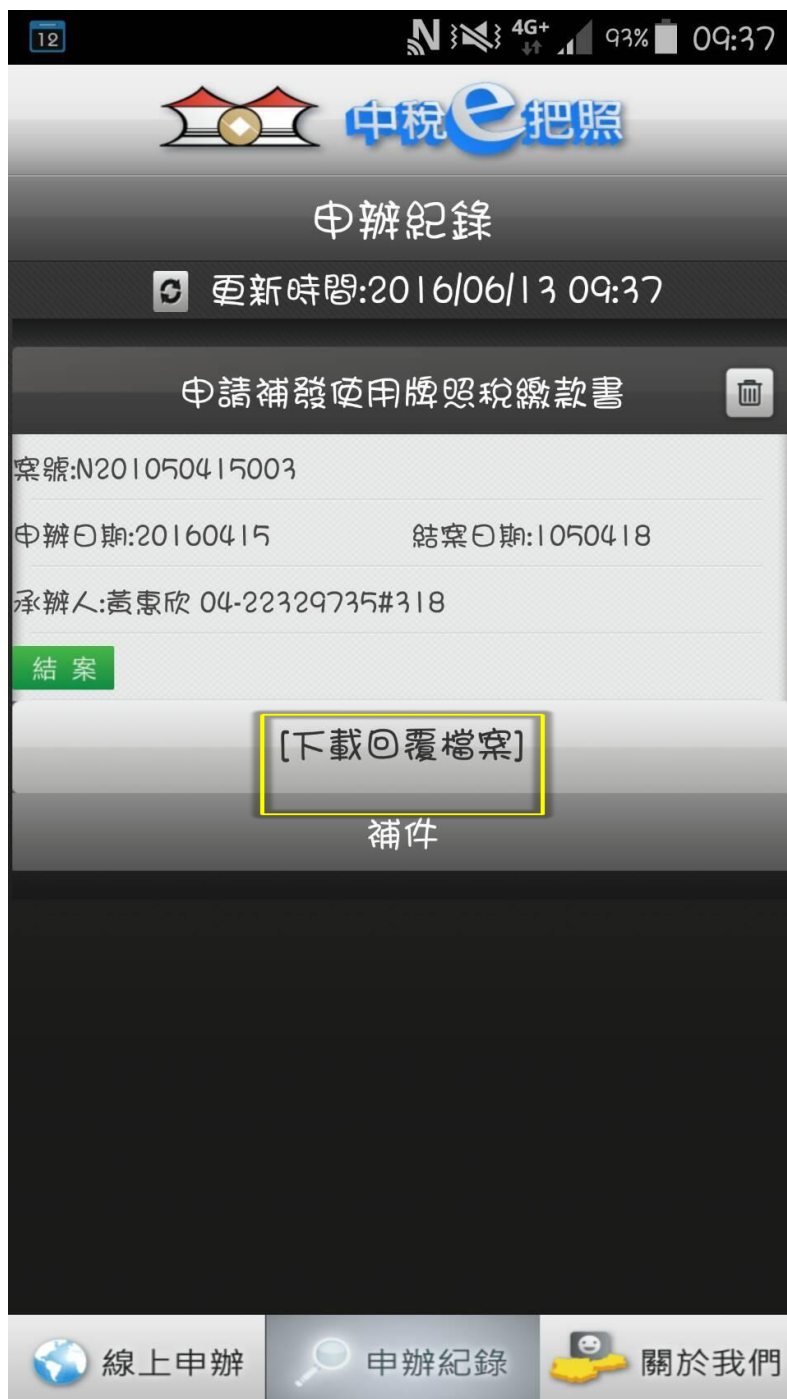 12 4G+ 93% 09:37
中稅e把照
申辦紀錄
更新時間:2016/06/13 09:37
申請補發使用牌照稅繳款書
案號:N201050415003
申辦日期:20160415 結案日期:1050418
承辦人:黃惠欣 04-22329735#318
結案
[下載回覆檔案]
補件
線上申辦 申辦紀錄 關於我們